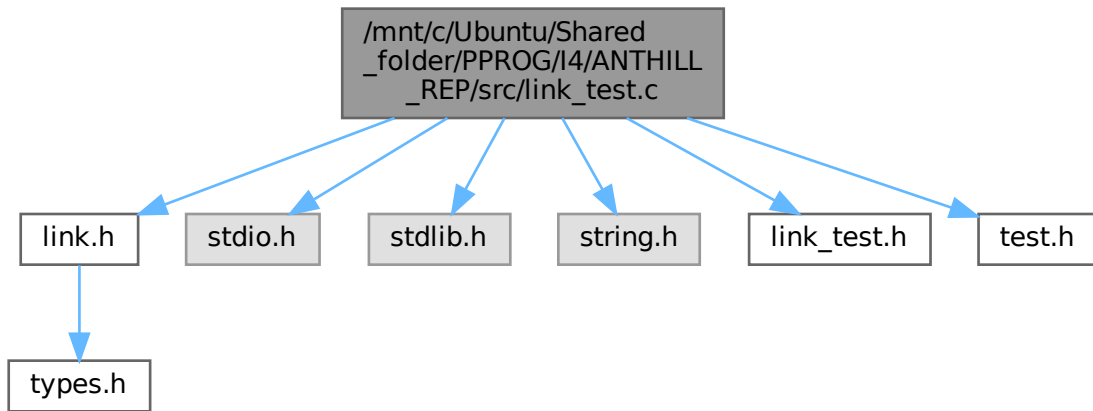 /mnt/c/Ubuntu/Shared
_folder/PPROG/I4/ANTHILL
_REP/src/link_test.c
link.h
stdio.h
stdlib.h
string.h
link_test.h
test.h
types.h